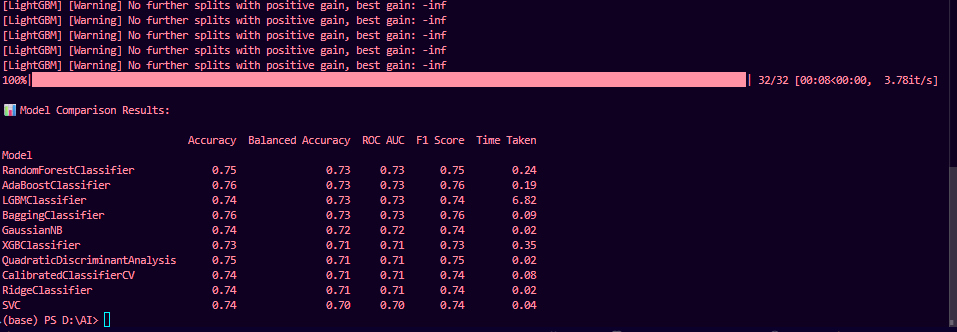 [LightGBM] [Warning] No further splits with positive gain, best gain: -inf
[LightGBM] [Warning] No further splits with positive gain, best gain: -inf
[LightGBM] [Warning] No further splits with positive gain, best gain: -inf
[LightGBM] [Warning] No further splits with positive gain, best gain: -inf
[LightGBM] [Warning] No further splits with positive gain, best gain: -inf
100%| | 32/32 [00:08<00:00, 3.78it/s]
📊 Model Comparison Results:
Accuracy Balanced Accuracy ROC AUC F1 Score Time Taken
Model
RandomForestClassifier 0.75 0.73 0.73 0.75 0.24
AdaBoostClassifier 0.76 0.73 0.73 0.76 0.19
LGBMClassifier 0.74 0.73 0.73 0.74 6.82
BaggingClassifier 0.76 0.73 0.73 0.76 0.09
GaussianNB 0.74 0.72 0.72 0.74 0.02
XGBClassifier 0.73 0.71 0.71 0.73 0.35
QuadraticDiscriminantAnalysis 0.75 0.71 0.71 0.75 0.02
CalibratedClassifierCV 0.74 0.71 0.71 0.74 0.08
RidgeClassifier 0.74 0.71 0.71 0.74 0.02
SVC 0.74 0.70 0.70 0.74 0.04
(base) PS D:\AI>